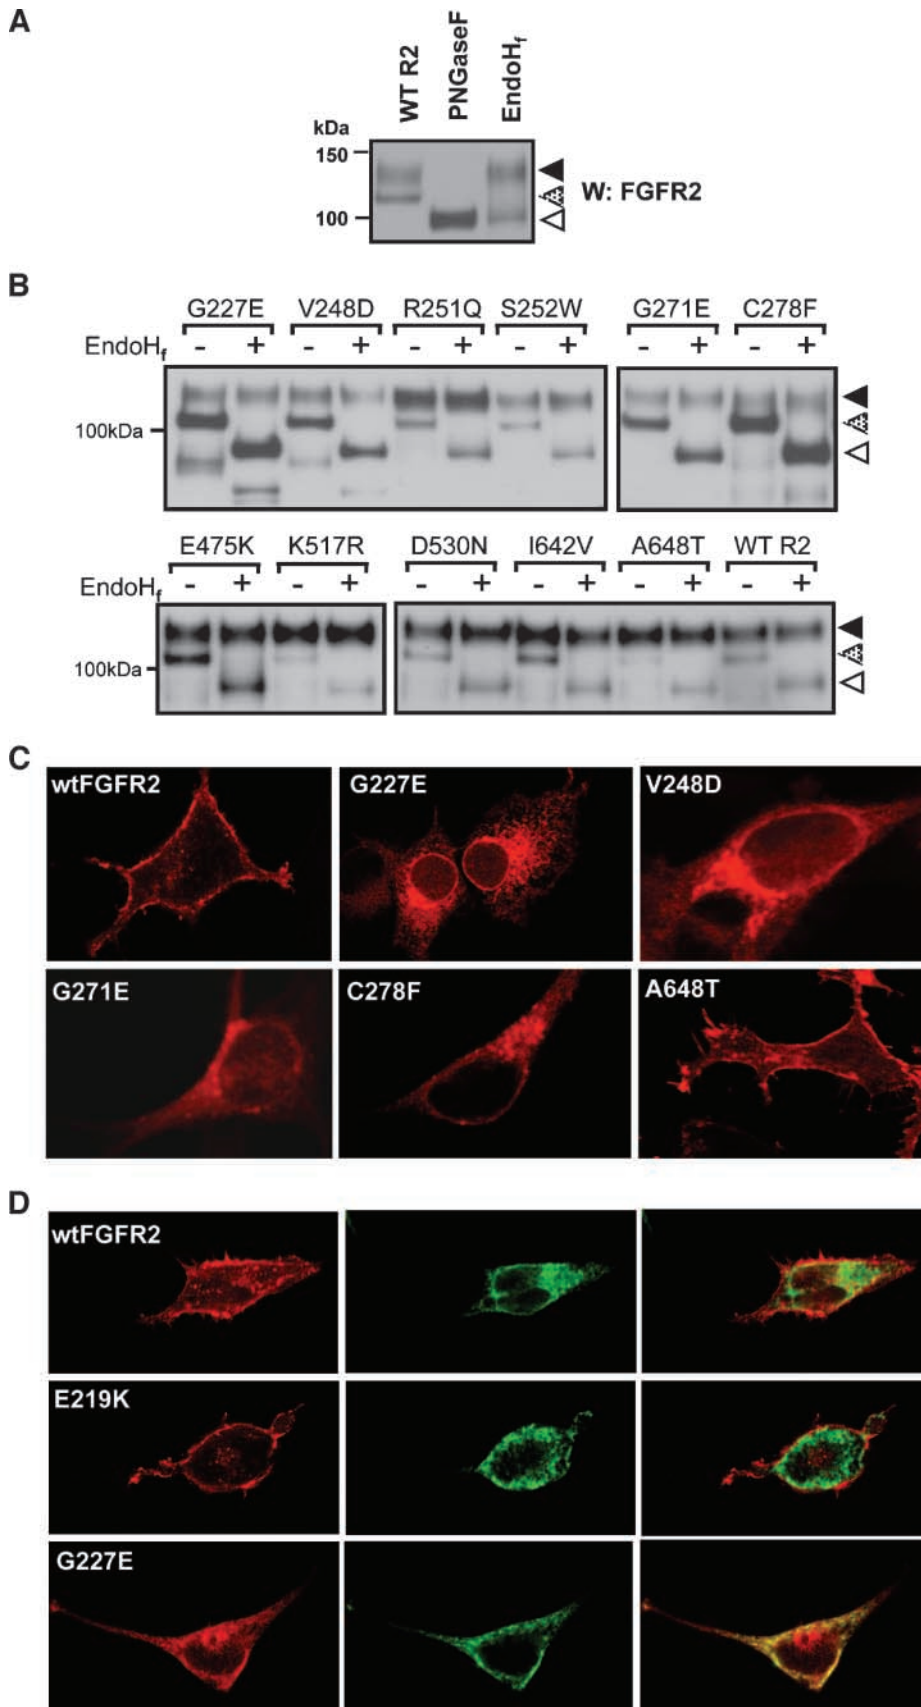 A
WT R2
PNGaseF
EndoHf
kDa
150
100
W: FGFR2
B
G227E V248D R251Q S252W G271E C278F
EndoHf - + - + - + - + - + - +
100kDa
E475K K517R D530N I642V A648T WT R2
EndoHf - + - + - + - + - + - +
100kDa
C
wtFGFR2 G227E V248D
G271E C278F A648T
D
wtFGFR2
E219K
G227E